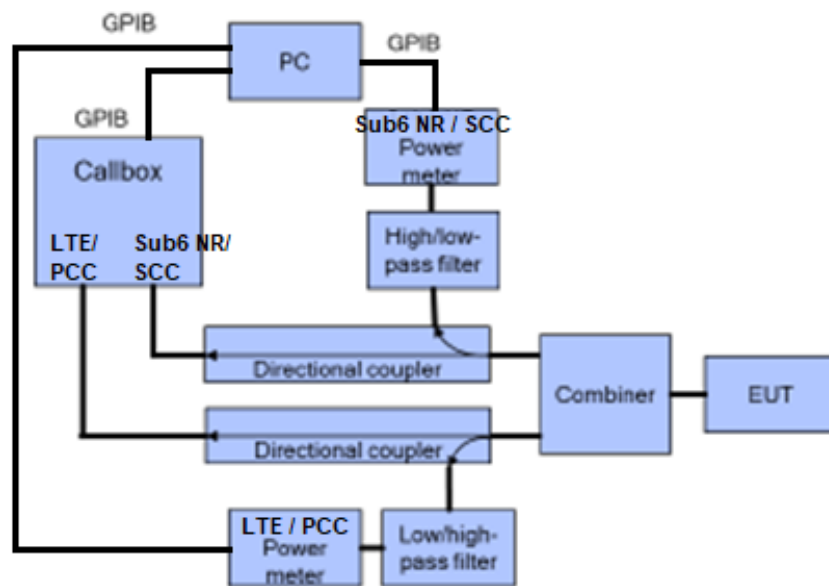 GPIB
PC
GPIB
GPIB
Sub6 NR / SCC
Power
meter
Callbox
LTE/
PCC
Sub6 NR/
SCC
High/low-
pass filter
Directional coupler
Combiner
EUT
Directional coupler
LTE / PCC
Power
meter
Low/high-
pass filter